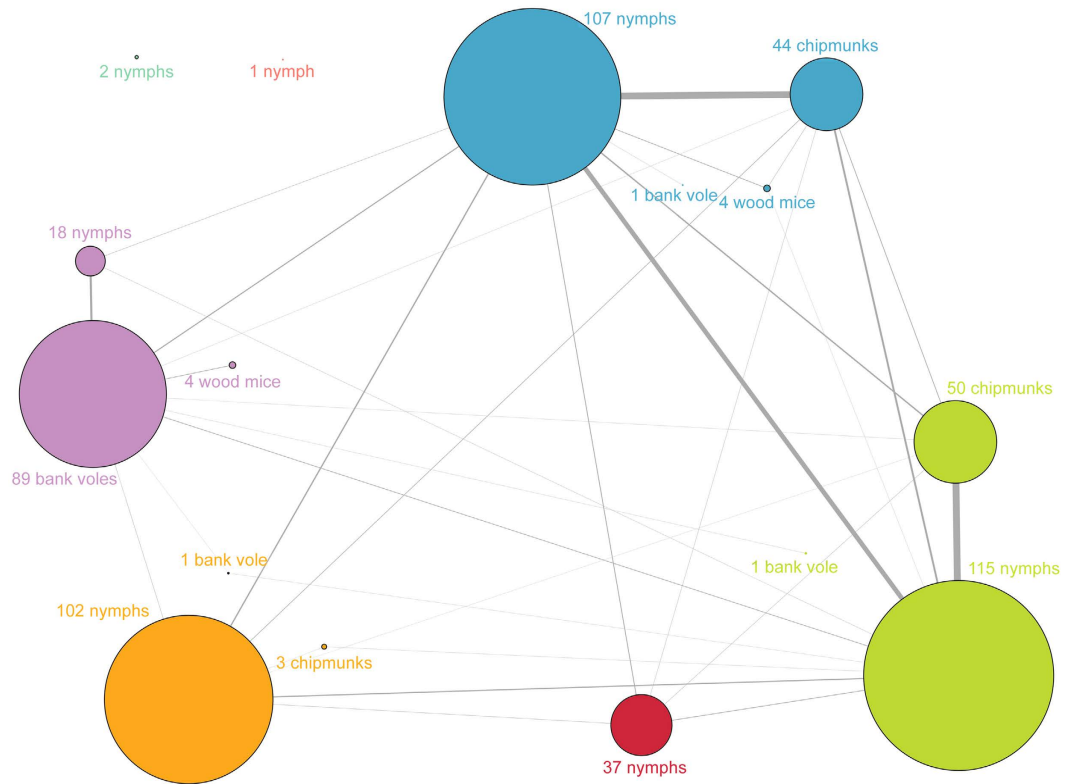 107 nymphs
44 chipmunks
2 nymphs
1 nymph
1 bank vole
4 wood mice
18 nymphs
4 wood mice
50 chipmunks
89 bank voles
1 bank vole
1 bank vole
115 nymphs
102 nymphs
3 chipmunks
37 nymphs